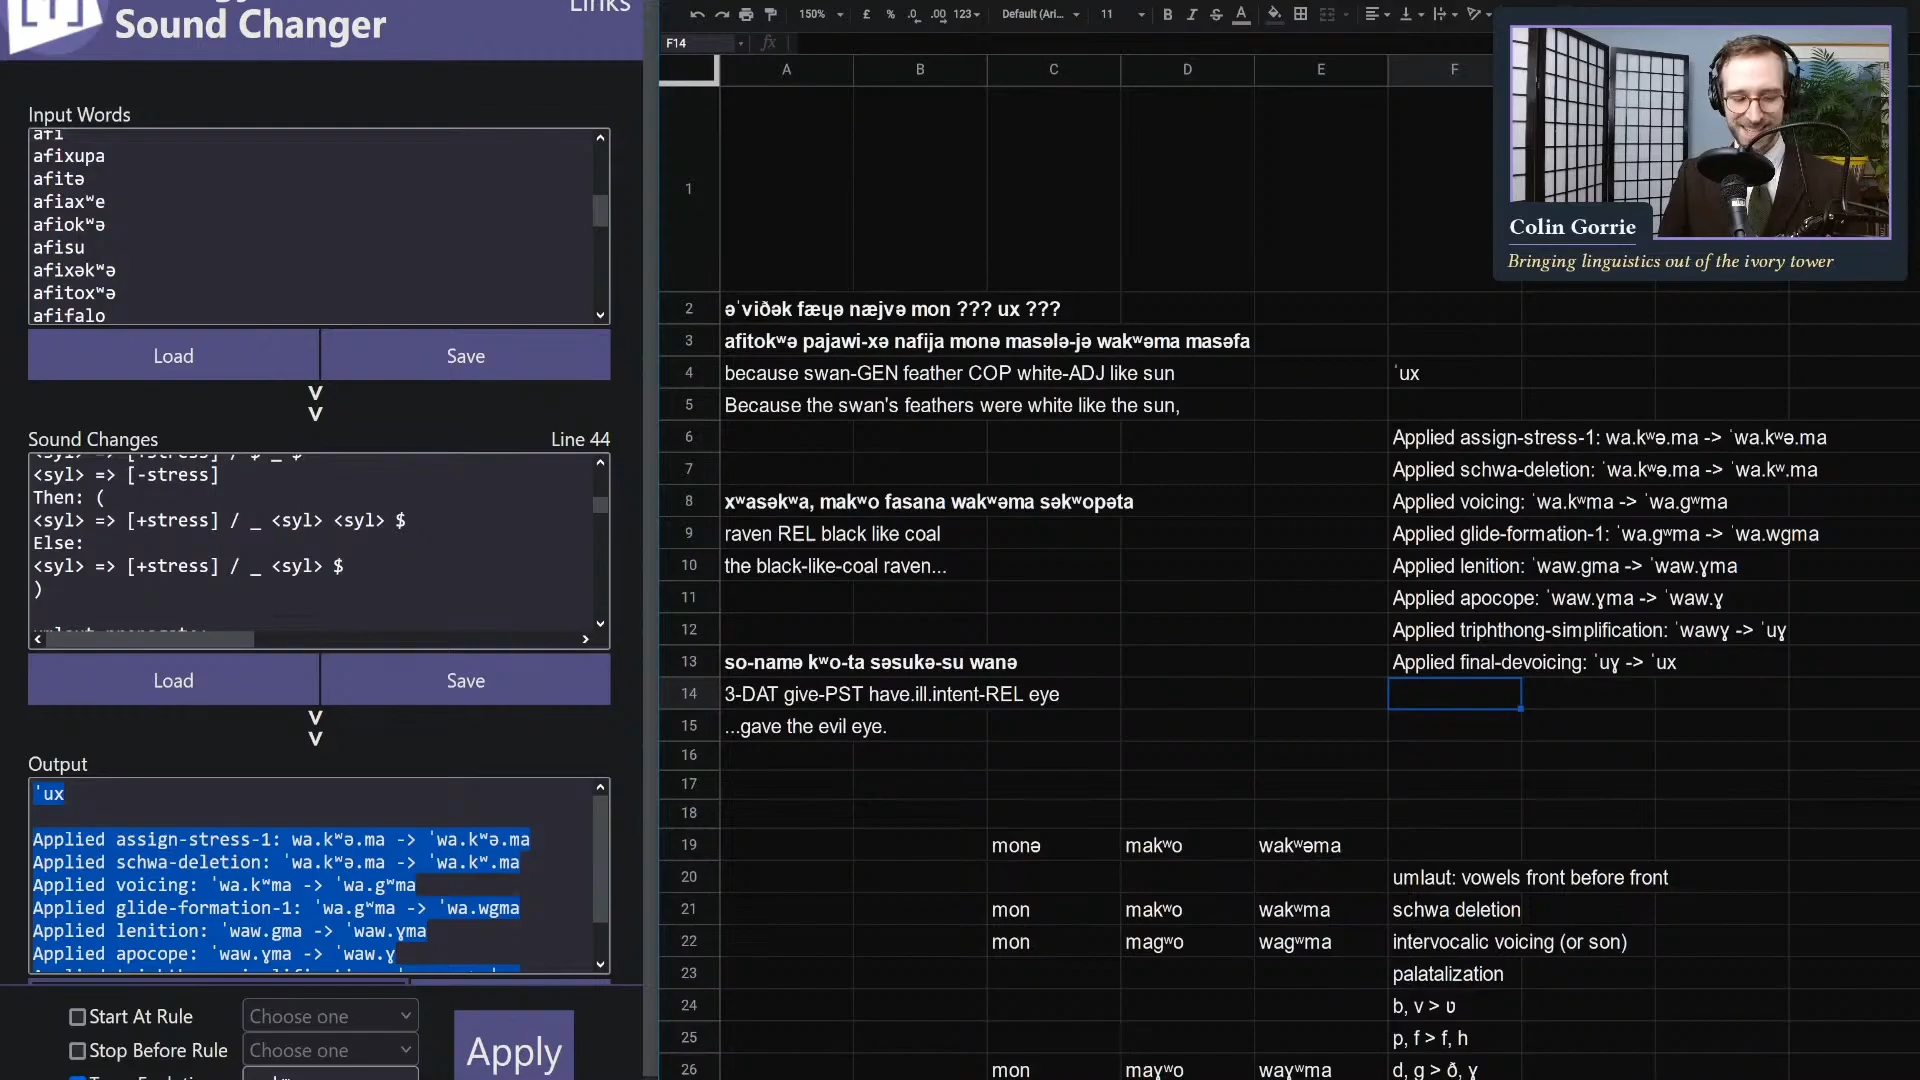 Links
Sound Changer
Input Words
afi
afixupa
afitə
afiaxʷe
afiokʷə
afisu
afixəkʷə
afitoxʷə
afifalo
Load Save
Sound Changes Line 44
<syl> => [-stress]
Then: (
<syl> => [+stress] / _ <syl> <syl> $
Else:
<syl> => [+stress] / _ <syl> $
)
Load Save
Output
ˈux
Applied assign-stress-1: wa.kʷə.ma -> ˈwa.kʷə.ma
Applied schwa-deletion: ˈwa.kʷə.ma -> ˈwa.kʷ.ma
Applied voicing: ˈwa.kʷma -> ˈwa.gʷma
Applied glide-formation-1: ˈwa.gʷma -> ˈwa.wgma
Applied lenition: ˈwaw.gma -> ˈwaw.ɣma
Applied apocope: ˈwaw.ɣma -> ˈwaw.ɣ
Start At Rule Choose one
Stop Before Rule Choose one
Apply
150% £ % .0 .00 123 Default (Ari... 11 B I S A
F14 fx
A B C D E F
1
2 əˈviðək fæɥə næjvə mon ??? ux ???
3 afitokʷə pajawi-xə nafija monə masələ-jə wakʷəma masəfa
4 because swan-GEN feather COP white-ADJ like sun ˈux
5 Because the swan's feathers were white like the sun,
6 Applied assign-stress-1: wa.kʷə.ma -> ˈwa.kʷə.ma
7 Applied schwa-deletion: ˈwa.kʷə.ma -> ˈwa.kʷ.ma
8 xʷasəkʷa, makʷo fasana wakʷəma səkʷopəta Applied voicing: ˈwa.kʷma -> ˈwa.gʷma
9 raven REL black like coal Applied glide-formation-1: ˈwa.gʷma -> ˈwa.wgma
10 the black-like-coal raven... Applied lenition: ˈwaw.gma -> ˈwaw.ɣma
11 Applied apocope: ˈwaw.ɣma -> ˈwaw.ɣ
12 Applied triphthong-simplification: ˈwawɣ -> ˈuɣ
13 so-namə kʷo-ta səsukə-su wanə Applied final-devoicing: ˈuɣ -> ˈux
14 3-DAT give-PST have.ill.intent-REL eye
15 ...gave the evil eye.
16
17
18
19 monə makʷo wakʷəma
20 umlaut: vowels front before front
21 mon makʷo wakʷma schwa deletion
22 mon magʷo wagʷma intervocalic voicing (or son)
23 palatalization
24 b, v > ʋ
25 p, f > f, h
26 mon maɣʷo waɣʷma d, g > ð, ɣ
Colin Gorrie
Bringing linguistics out of the ivory tower